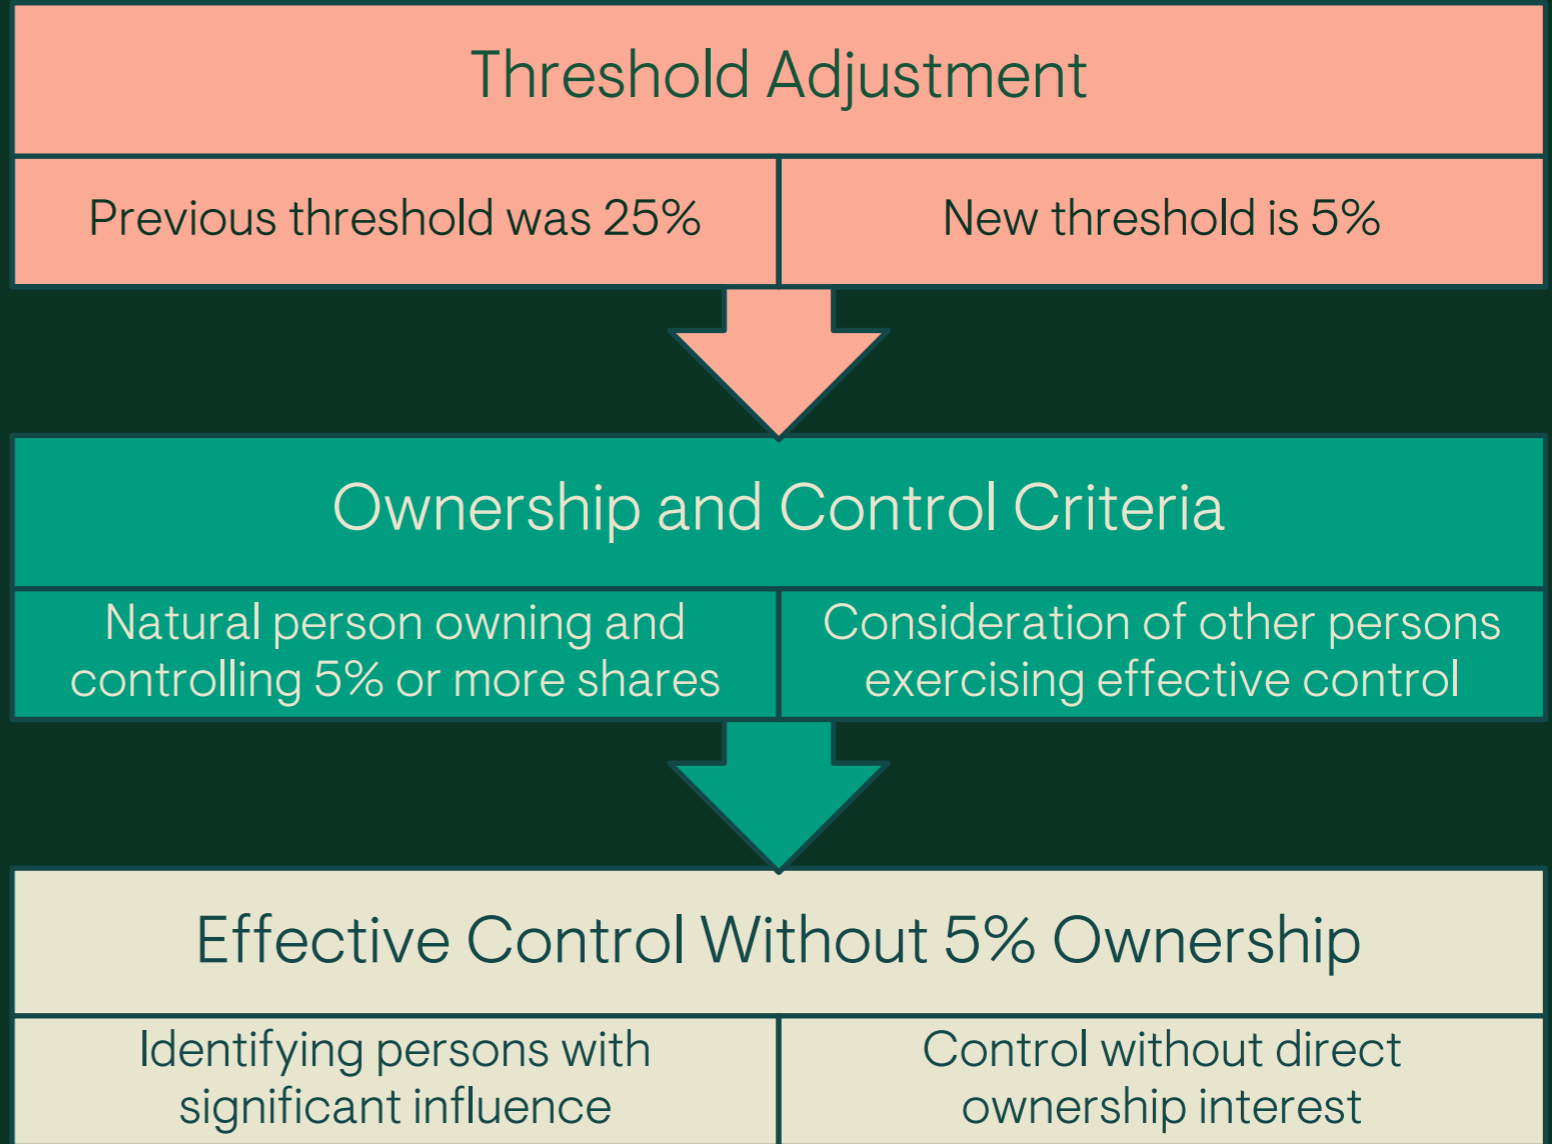 Threshold Adjustment
Previous threshold was 25%
New threshold is 5%
Ownership and Control Criteria
Natural person owning and
controlling 5% or more shares
Consideration of other persons
exercising effective control
Effective Control Without 5% Ownership
Identifying persons with
significant influence
Control without direct
ownership interest